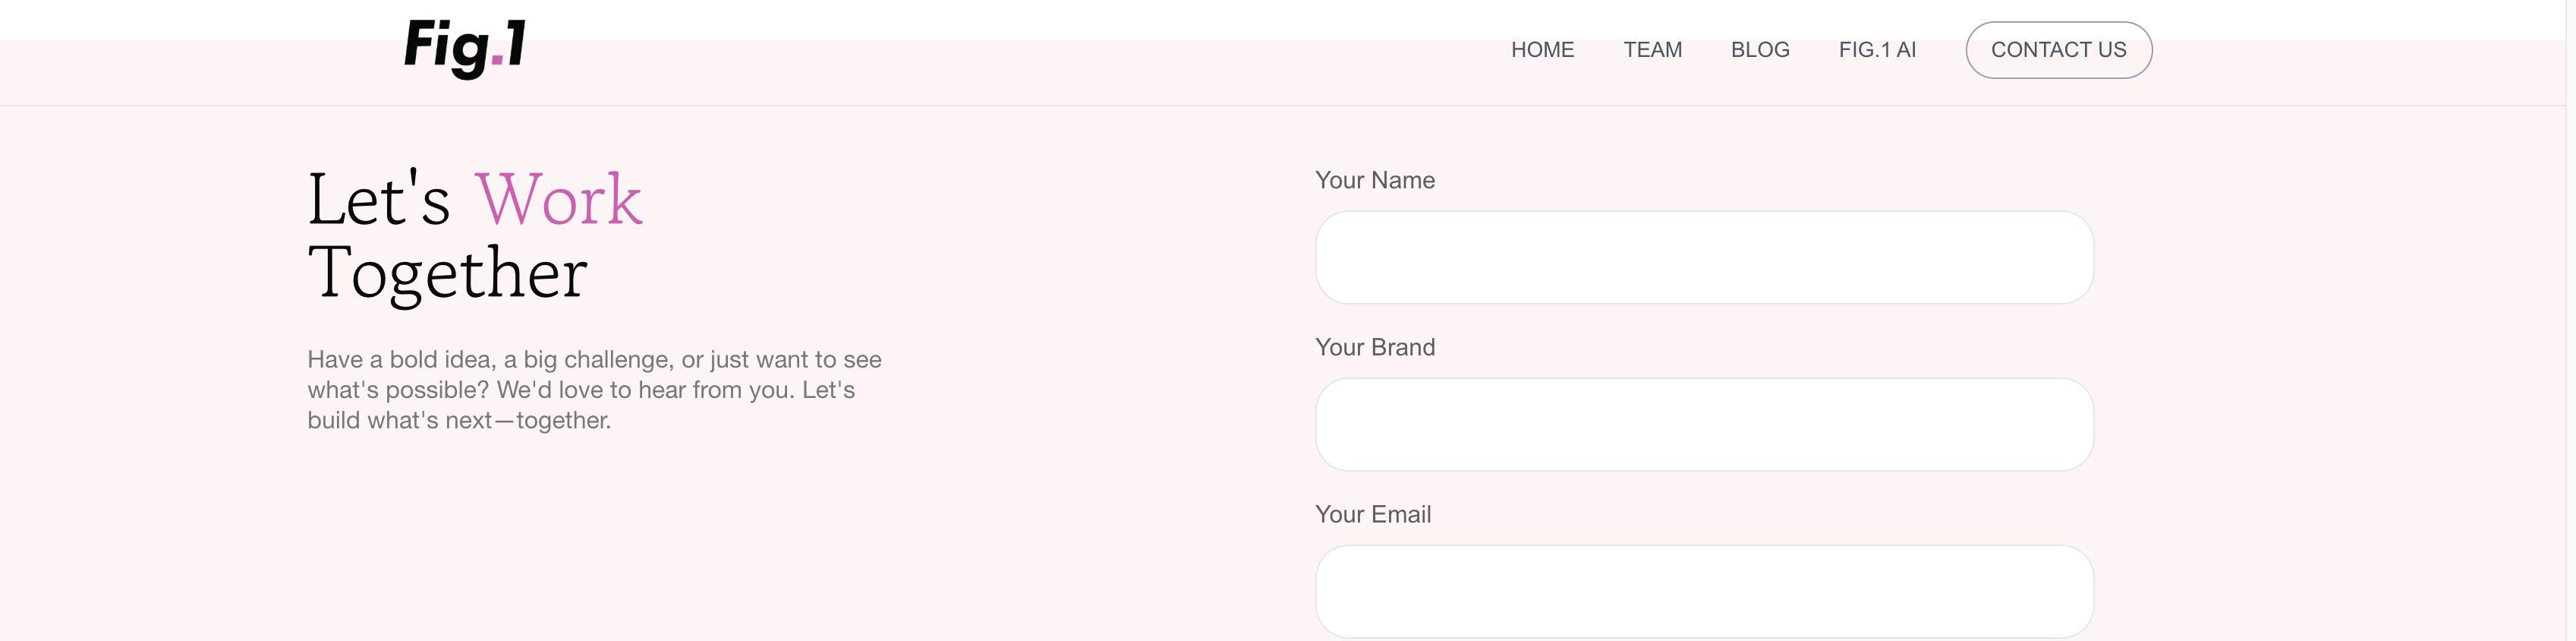 Fig.1
HOME TEAM BLOG FIG.1 AI CONTACT US
Let's Work
Together
Have a bold idea, a big challenge, or just want to see
what's possible? We'd love to hear from you. Let's
build what's next—together.
Your Name
Your Brand
Your Email